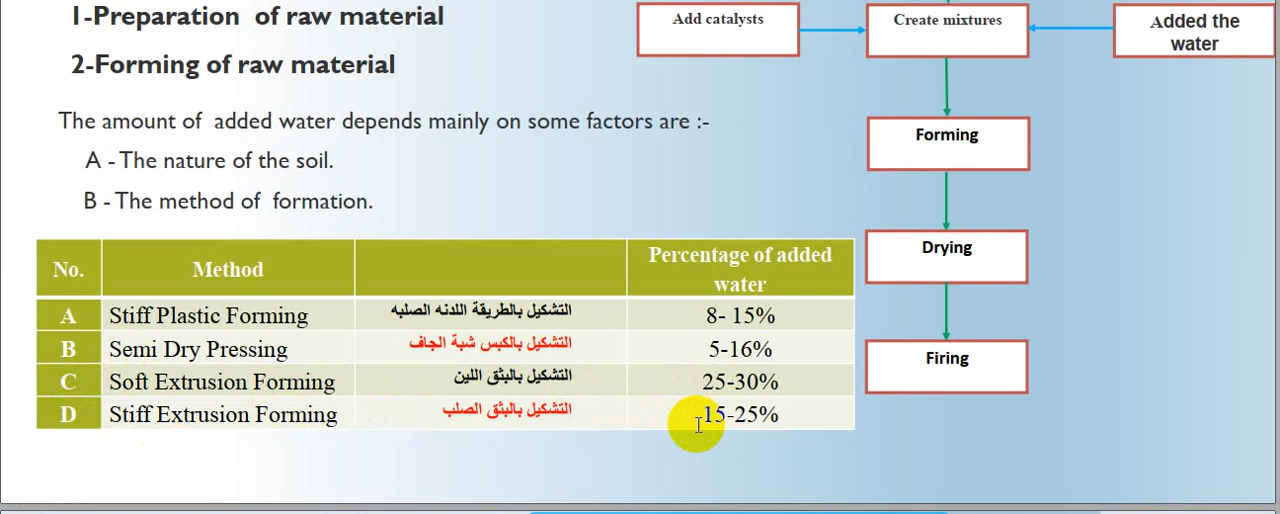 1-Preparation of raw material
2-Forming of raw material
The amount of added water depends mainly on some factors are :-
A - The nature of the soil.
B - The method of formation.
No. Method Percentage of added water
A Stiff Plastic Forming التشكيل بالطريقة اللدنه الصلبه 8- 15%
B Semi Dry Pressing التشكيل بالكبس شبة الجاف 5-16%
C Soft Extrusion Forming التشكيل بالبثق اللين 25-30%
D Stiff Extrusion Forming التشكيل بالبثق الصلب 15-25%
Add catalysts
Create mixtures
Added the
water
Forming
Drying
Firing